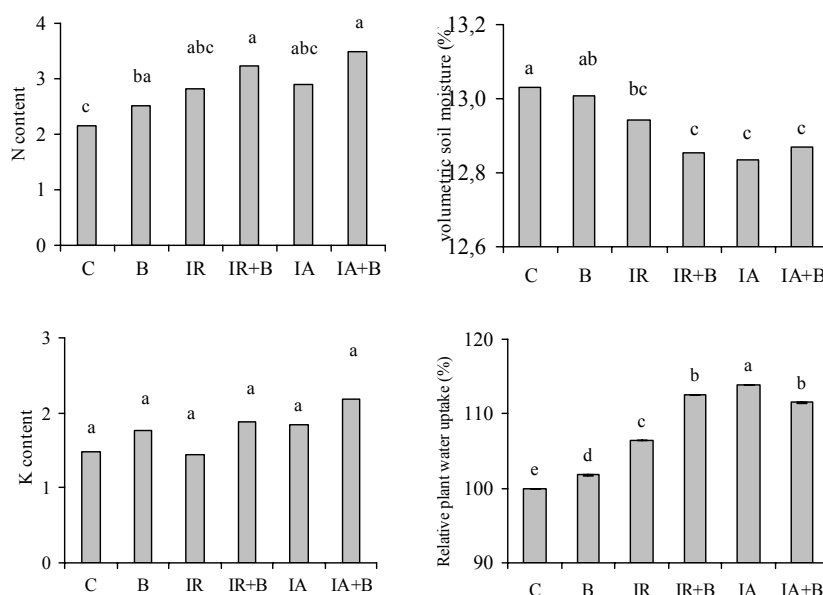 N content
4
3
2
1
0
c
ba
abc
a
abc
a
C B IR IR+B IA IA+B
volumetric soil moisture (%
13,2
13,0
12,8
12,6
a
ab
bc
c
c
c
C B IR IR+B IA IA+B
K content
3
2
1
0
a
a
a
a
a
a
C B IR IR+B IA IA+B
Relative plant water uptake (%)
120
110
100
90
e
d
c
b
a
b
C B IR IR+B IA IA+B